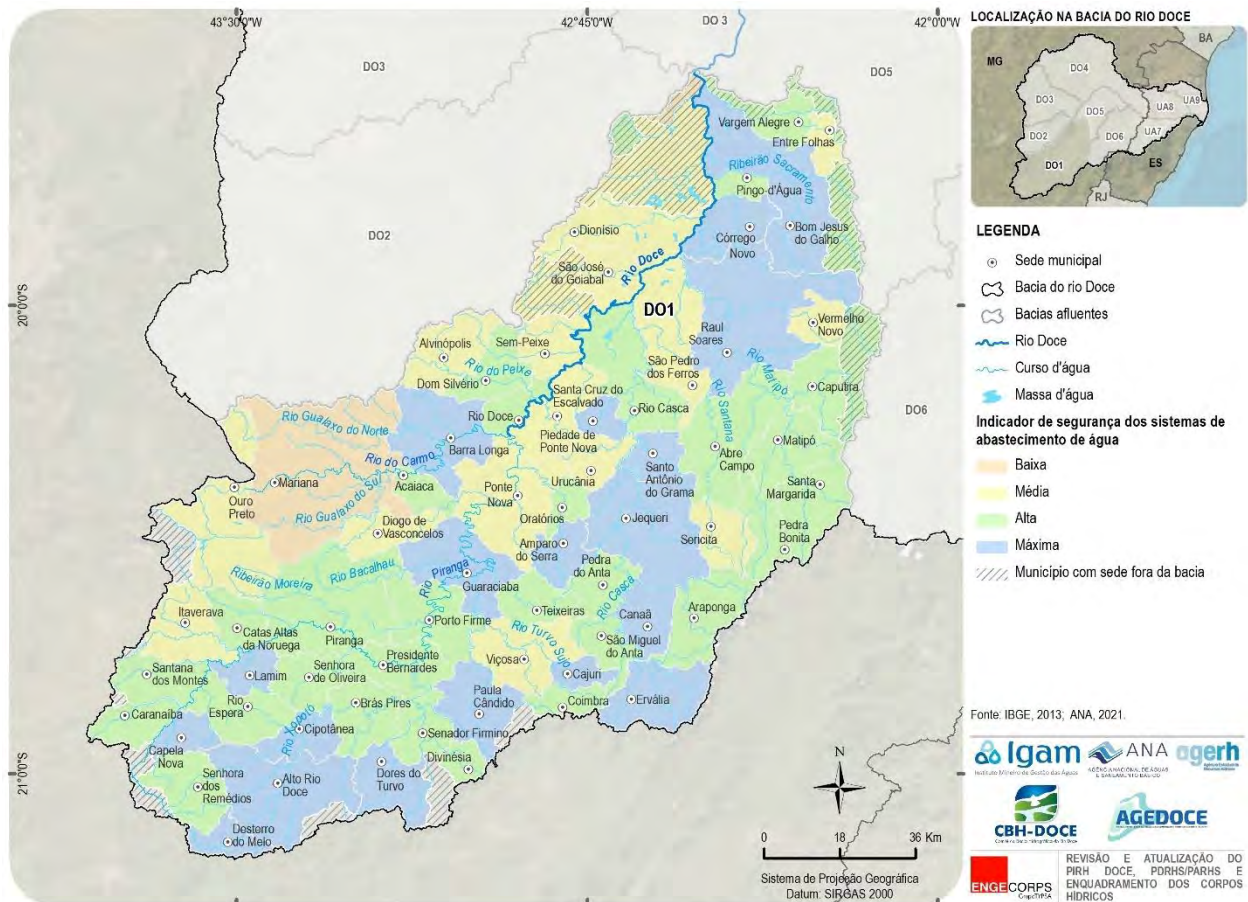 43°30'0"W
42°45'0"W
42°0'0"W
20°0'0"S
21°0'0"S
DO 3
DO3
DO5
DO2
DO6
DO1
Vargem Alegre
Entre Folhas
Ribeirão Sacramento
Pingo-d'Água
Dionísio
Córrego
Novo
Bom Jesus
do Galho
São José
do Goiabal
Rio Doce
Vermelho
Novo
Alvinópolis
Sem-Peixe
Raul
Soares
São Pedro
dos Ferros
Rio do Peixe
Rio Matipó
Dom Silvério
Santa Cruz do
Escalvado
Caputira
Rio Santana
Rio Gualaxo do Norte
Rio Doce
Rio Casca
Piedade de
Ponte Nova
Barra Longa
Matipó
Abre
Campo
Rio do Carmo
Santo
Antônio
do Grama
Mariana
Acaiaca
Urucânia
Santa
Margarida
Ouro
Preto
Rio Gualaxo do Sul
Ponte
Nova
Diogo de
Vasconcelos
Oratórios
Jequeri
Sericita
Pedra
Bonita
Amparo
do Serra
Pedra
do Anta
Ribeirão Moreira
Rio Bacalhau
Rio Piranga
Guaraciaba
Rio Casca
Itaverava
Catas Altas
da Noruega
Piranga
Porto Firme
Teixeiras
Canaã
Araponga
Rio Turvo Sujo
São Miguel
do Anta
Santana
dos Montes
Lamim
Senhora
de Oliveira
Presidente
Bernardes
Viçosa
Cajuri
Caranaíba
Rio
Espera
Brás Pires
Paula
Cândido
Coimbra
Ervália
Rio Xopotó
Cipotânea
Senador Firmino
Capela
Nova
Divinésia
Senhora
dos
Remédios
Alto Rio
Doce
Dores do
Turvo
Desterro
do Melo
N
0 18 36 Km
Sistema de Projeção Geográfica
Datum: SIRGAS 2000
LOCALIZAÇÃO NA BACIA DO RIO DOCE
MG
BA
DO4
DO3
DO5
UA8
UA9
DO2
DO6
UA7
DO1
ES
RJ
LEGENDA
Sede municipal
Bacia do rio Doce
Bacias afluentes
Rio Doce
Curso d'água
Massa d'água
Indicador de segurança dos sistemas de
abastecimento de água
Baixa
Média
Alta
Máxima
Município com sede fora da bacia
Fonte: IBGE, 2013; ANA, 2021.
Igam
Instituto Mineiro de Gestão das Águas
ANA
AGÊNCIA NACIONAL DE ÁGUAS
E SANEAMENTO BÁSICO
agerh
CBH-DOCE
AGEDOCE
ENGECORPS
GrupoTYPSA
REVISÃO E ATUALIZAÇÃO DO
PIRH DOCE, PDRHS/PARHS E
ENQUADRAMENTO DOS CORPOS
HÍDRICOS